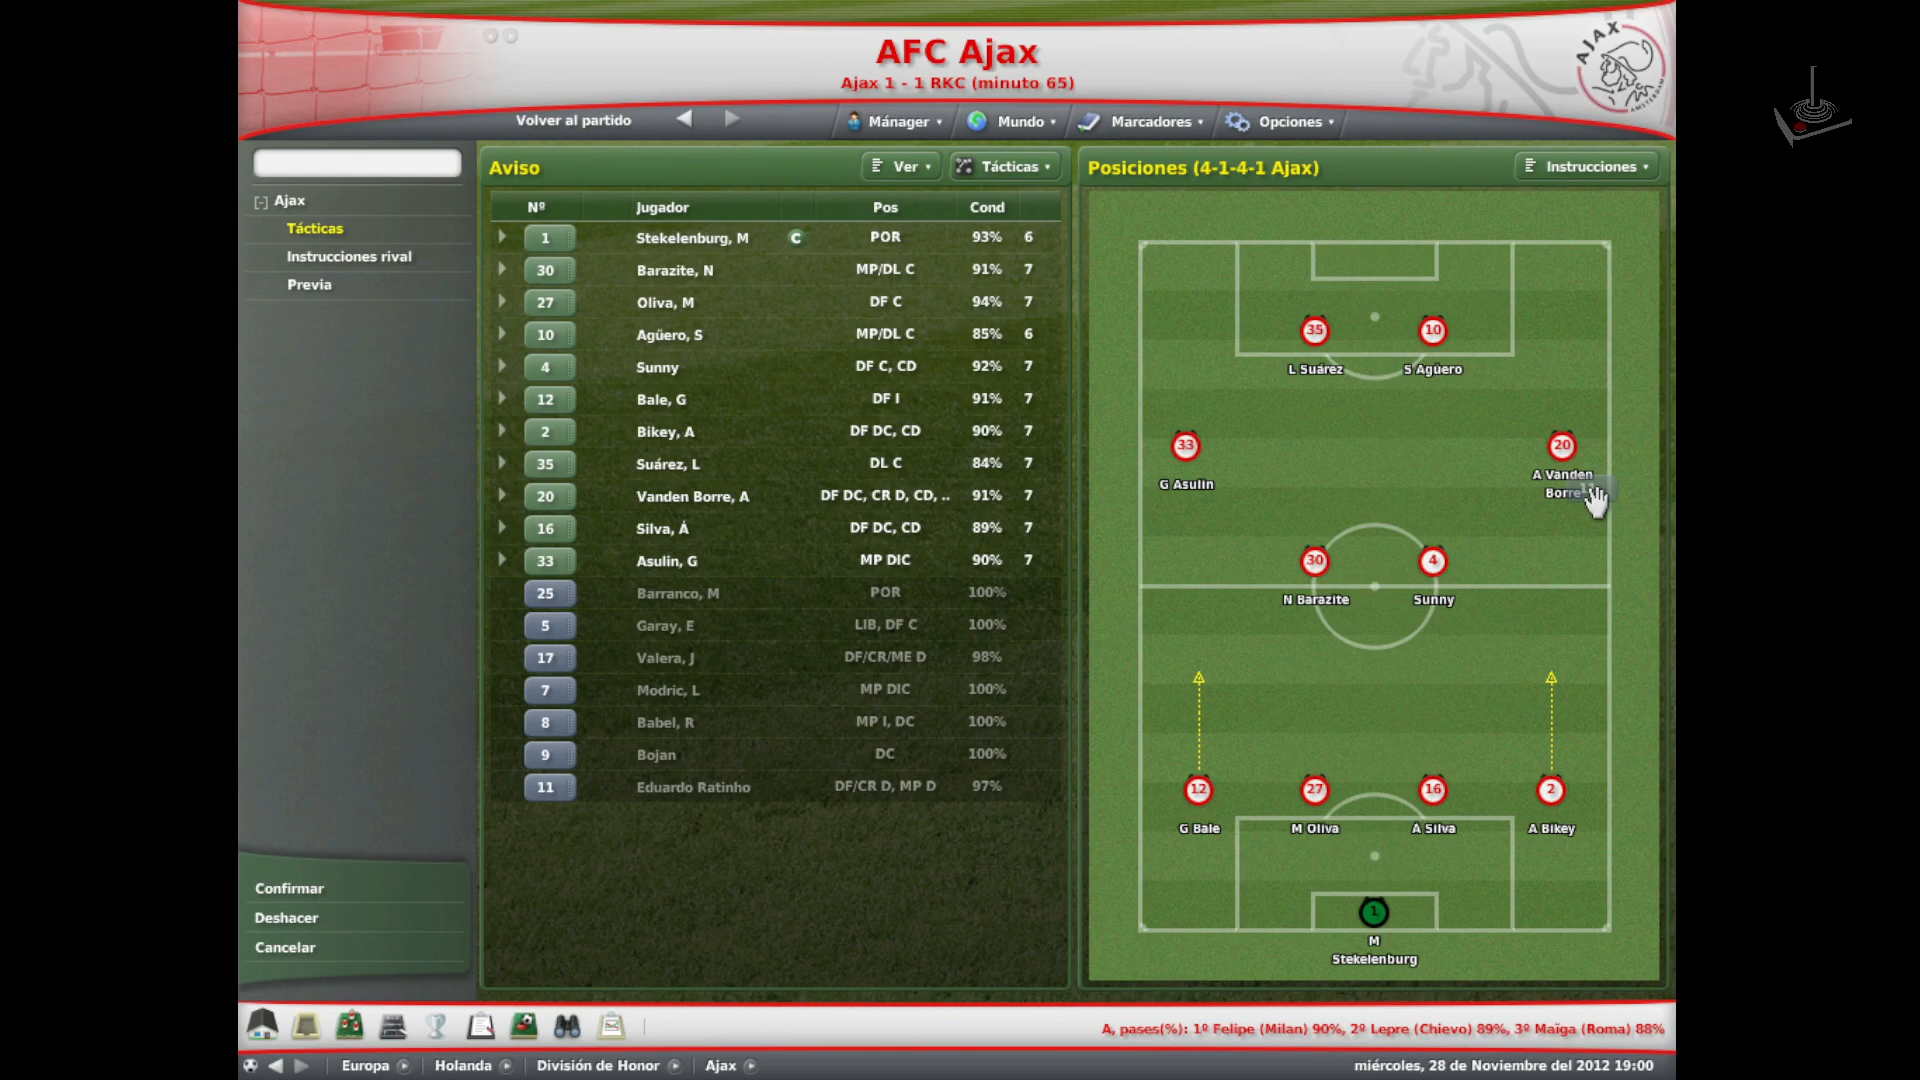 AFC Ajax
Ajax 1 - 1 RKC (minuto 65)
AJAX
AMSTERDAM
Volver al partido
Mánager
Mundo
Marcadores
Opciones
Ajax
Tácticas
Instrucciones rival
Previa
Confirmar
Deshacer
Cancelar
Aviso
Ver
Tácticas
Nº Jugador Pos Cond
1 Stekelenburg, M C POR 93% 6
30 Barazite, N MP/DL C 91% 7
27 Oliva, M DF C 94% 7
10 Agüero, S MP/DL C 85% 6
4 Sunny DF C, CD 92% 7
12 Bale, G DF I 91% 7
2 Bikey, A DF DC, CD 90% 7
35 Suárez, L DL C 84% 7
20 Vanden Borre, A DF DC, CR D, CD, .. 91% 7
16 Silva, Á DF DC, CD 89% 7
33 Asulin, G MP DIC 90% 7
25 Barranco, M POR 100%
5 Garay, E LIB, DF C 100%
17 Valera, J DF/CR/ME D 98%
7 Modric, L MP DIC 100%
8 Babel, R MP I, DC 100%
9 Bojan DC 100%
11 Eduardo Ratinho DF/CR D, MP D 97%
Posiciones (4-1-4-1 Ajax)
Instrucciones
35 10
L Suárez S Agüero
33 20
G Asulin A Vanden
Borre
30 4
N Barazite Sunny
12 27 16 2
G Bale M Oliva A Silva A Bikey
1
M
Stekelenburg
A, pases(%): 1º Felipe (Milan) 90%, 2º Lepre (Chievo) 89%, 3º Maïga (Roma) 88%
Europa
Holanda
División de Honor
Ajax
miércoles, 28 de Noviembre del 2012 19:00